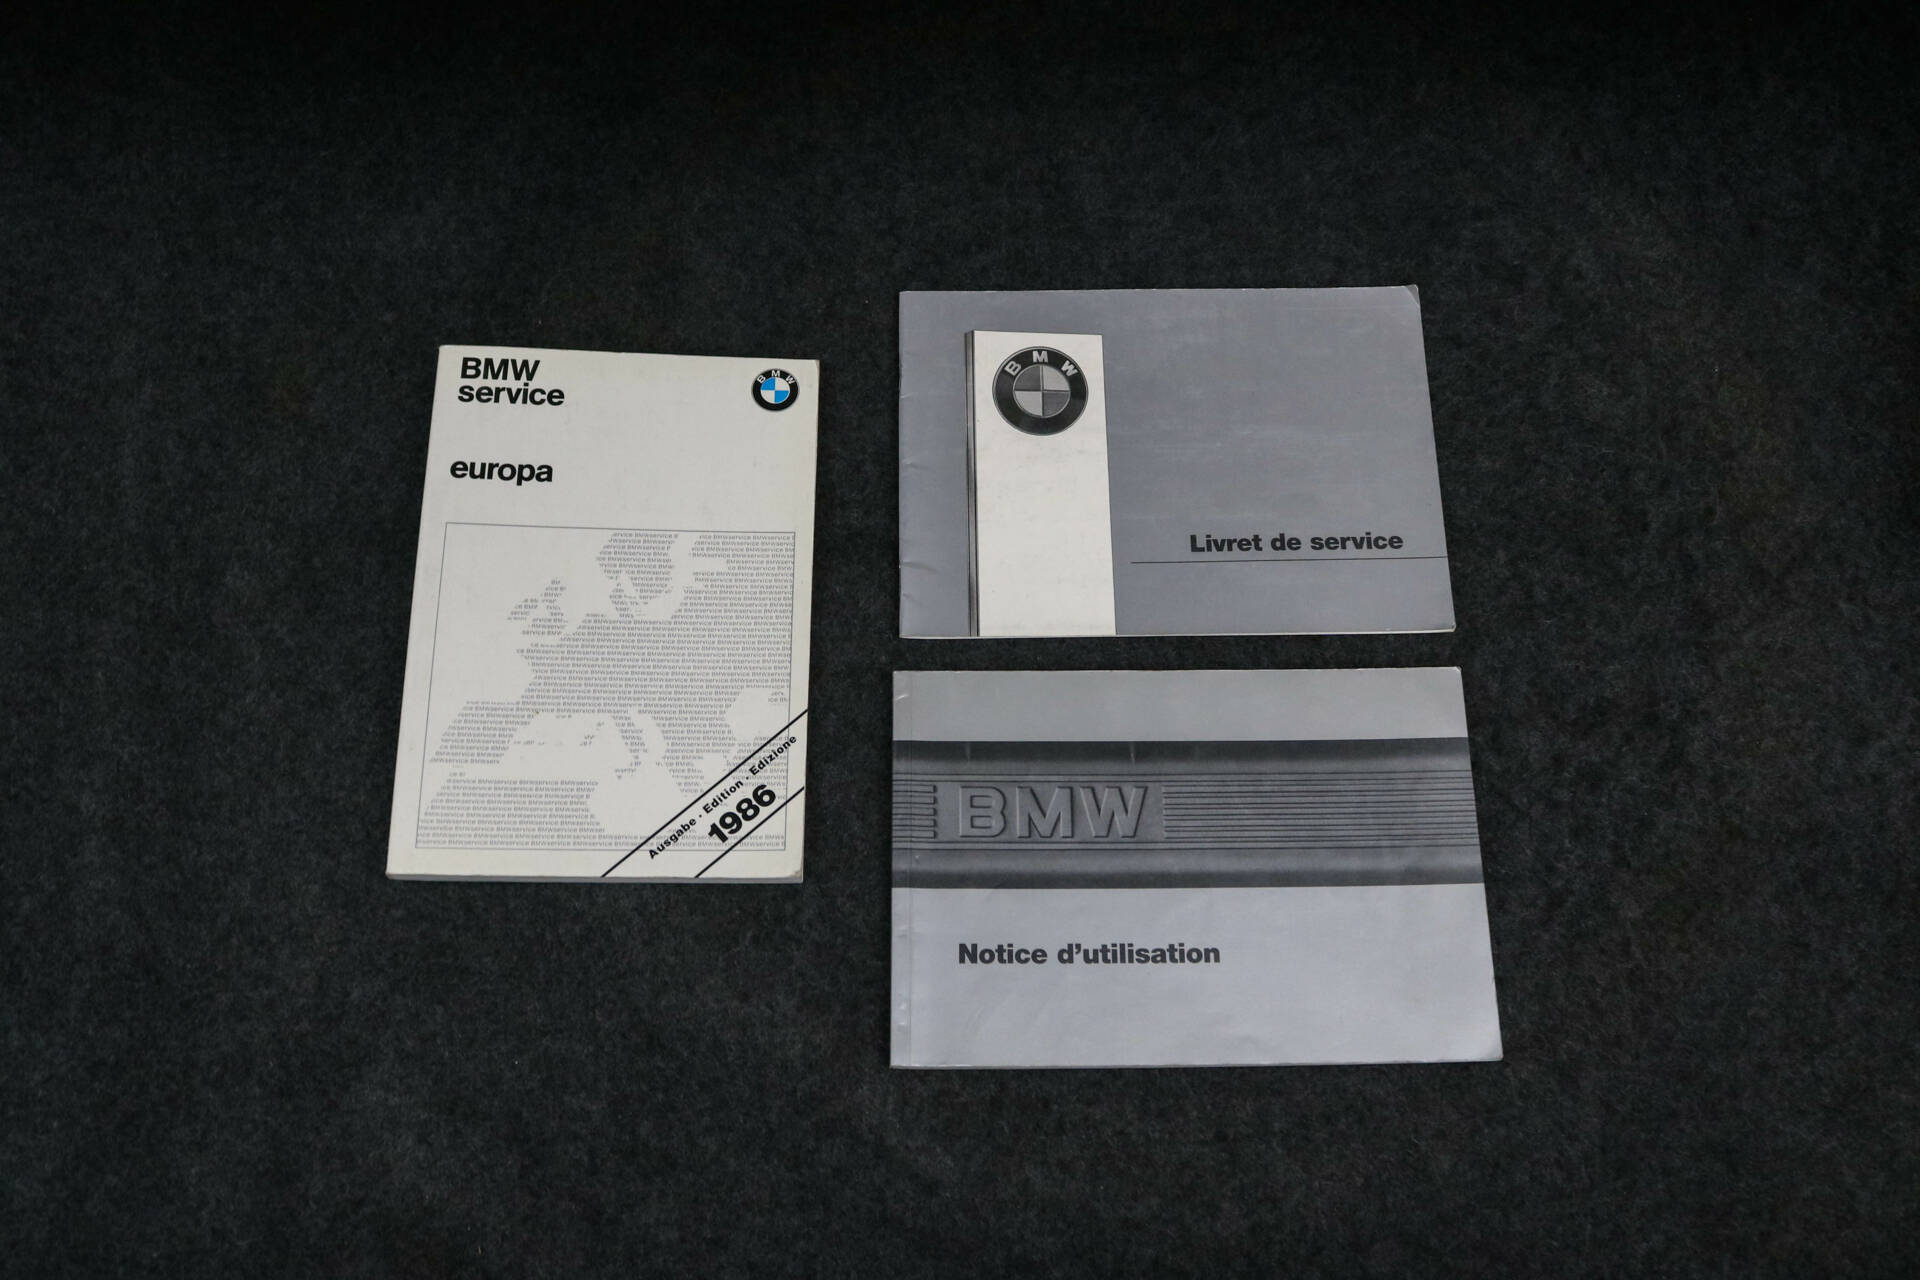 BMW
service
europa
Ausgabe · Edition · Edizione
1986
BMW
BMW
Livret de service
BMW
Notice d'utilisation